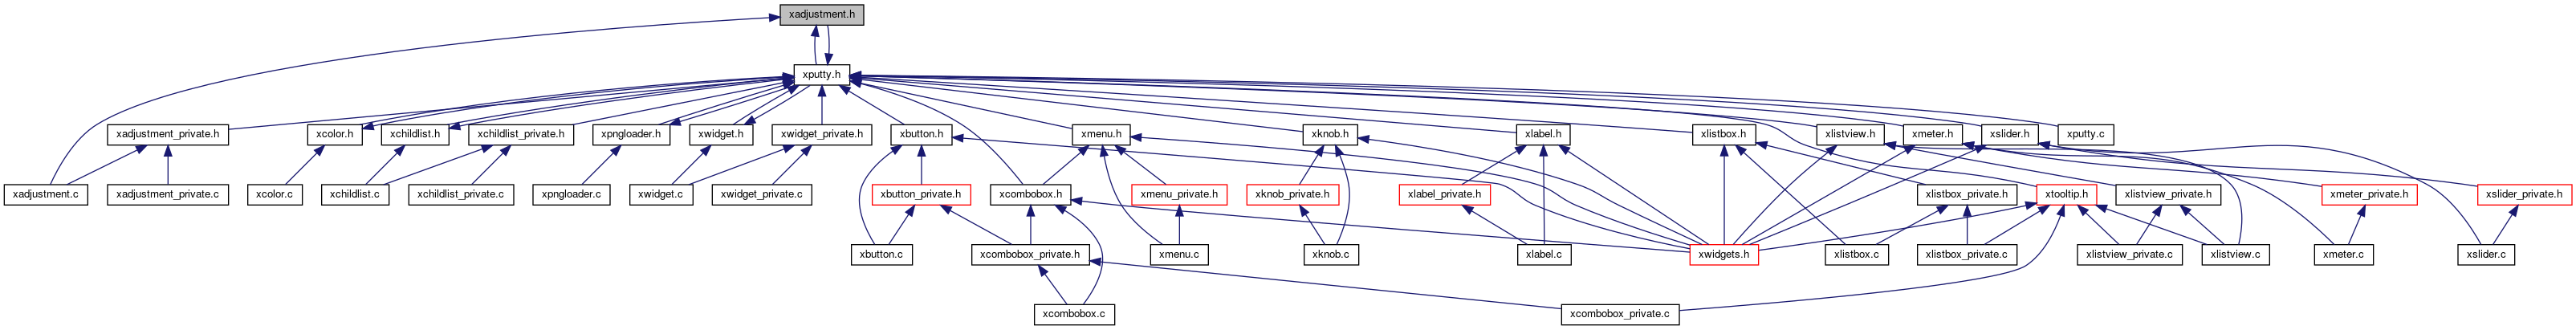 xadjustment.h
xputty.h
xadjustment_private.h
xcolor.h
xchildlist.h
xchildlist_private.h
xpngloader.h
xwidget.h
xwidget_private.h
xbutton.h
xmenu.h
xknob.h
xlabel.h
xlistbox.h
xlistview.h
xmeter.h
xslider.h
xputty.c
xadjustment.c
xadjustment_private.c
xcolor.c
xchildlist.c
xchildlist_private.c
xpngloader.c
xwidget.c
xwidget_private.c
xbutton_private.h
xcombobox.h
xmenu_private.h
xknob_private.h
xlabel_private.h
xlistbox_private.h
xtooltip.h
xlistview_private.h
xmeter_private.h
xslider_private.h
xbutton.c
xcombobox_private.h
xmenu.c
xknob.c
xlabel.c
xwidgets.h
xlistbox.c
xlistbox_private.c
xlistview_private.c
xlistview.c
xmeter.c
xslider.c
xcombobox.c
xcombobox_private.c